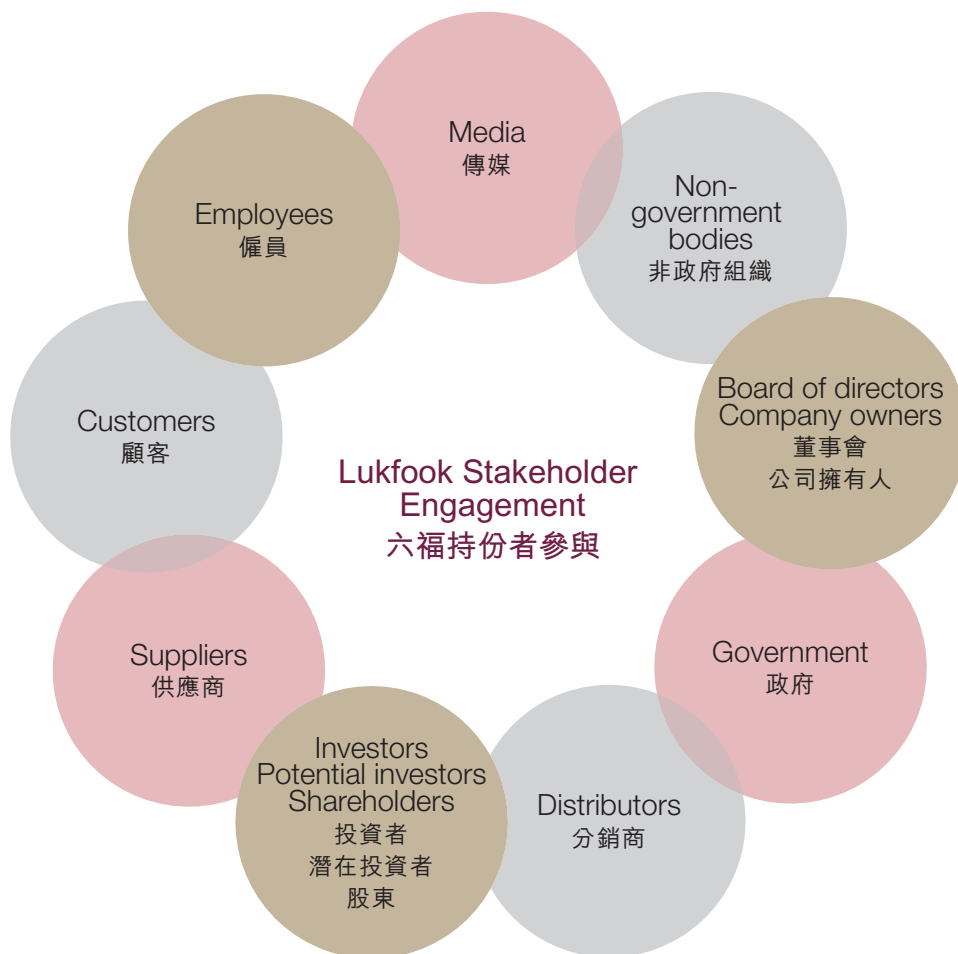 Media
傳媒
Non-
government
bodies
非政府組織
Board of directors
Company owners
董事會
公司擁有人
Government
政府
Distributors
分銷商
Investors
Potential investors
Shareholders
投資者
潛在投資者
股東
Suppliers
供應商
Customers
顧客
Employees
僱員
Lukfook Stakeholder
Engagement
六福持份者參與